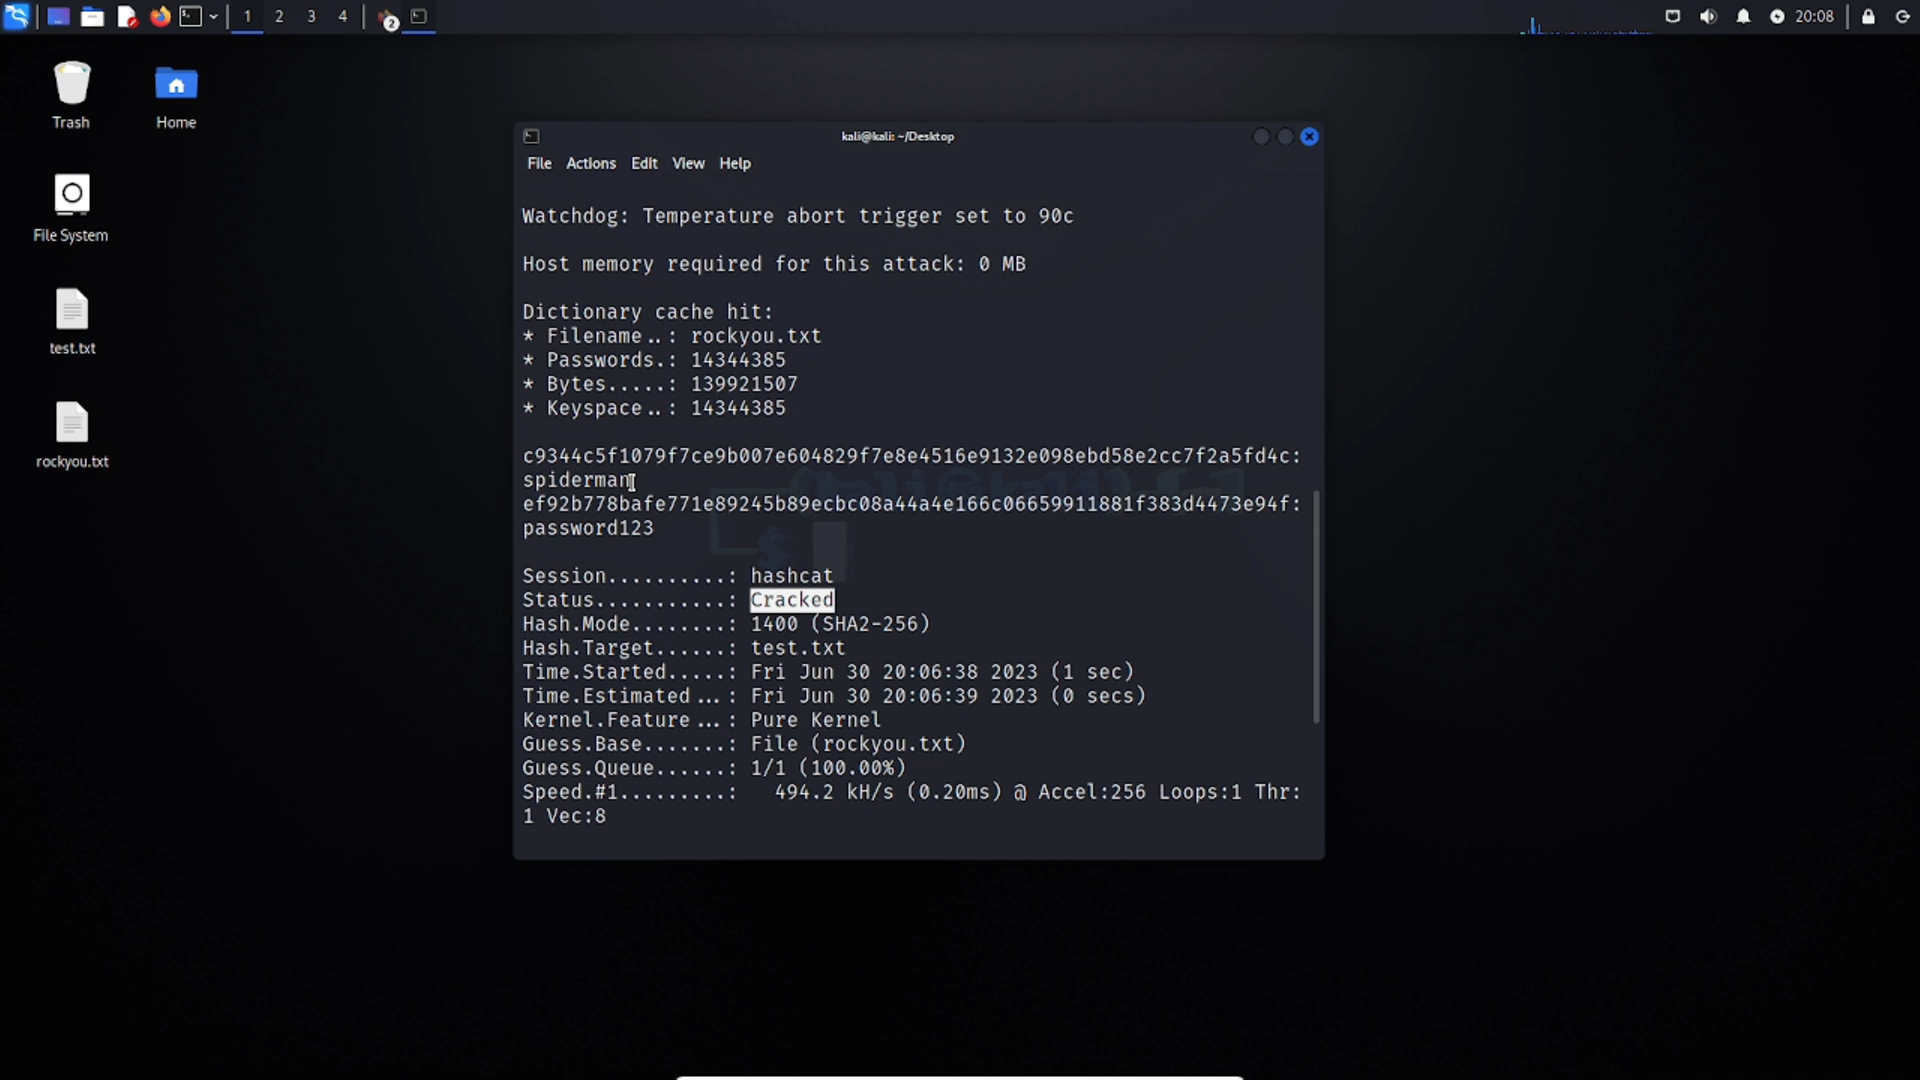 1 2 3 4 2 20:08
Trash
Home
File System
test.txt
rockyou.txt
kali@kali: ~/Desktop
File Actions Edit View Help
Watchdog: Temperature abort trigger set to 90c
Host memory required for this attack: 0 MB
Dictionary cache hit:
* Filename..: rockyou.txt
* Passwords.: 14344385
* Bytes.....: 139921507
* Keyspace..: 14344385
c9344c5f1079f7ce9b007e604829f7e8e4516e9132e098ebd58e2cc7f2a5fd4c:
spiderman
ef92b778bafe771e89245b89ecbc08a44a4e166c06659911881f383d4473e94f:
password123
Session..........: hashcat
Status...........: Cracked
Hash.Mode........: 1400 (SHA2-256)
Hash.Target......: test.txt
Time.Started.....: Fri Jun 30 20:06:38 2023 (1 sec)
Time.Estimated...: Fri Jun 30 20:06:39 2023 (0 secs)
Kernel.Feature...: Pure Kernel
Guess.Base.......: File (rockyou.txt)
Guess.Queue......: 1/1 (100.00%)
Speed.#1.........:   494.2 kH/s (0.20ms) @ Accel:256 Loops:1 Thr:
1 Vec:8